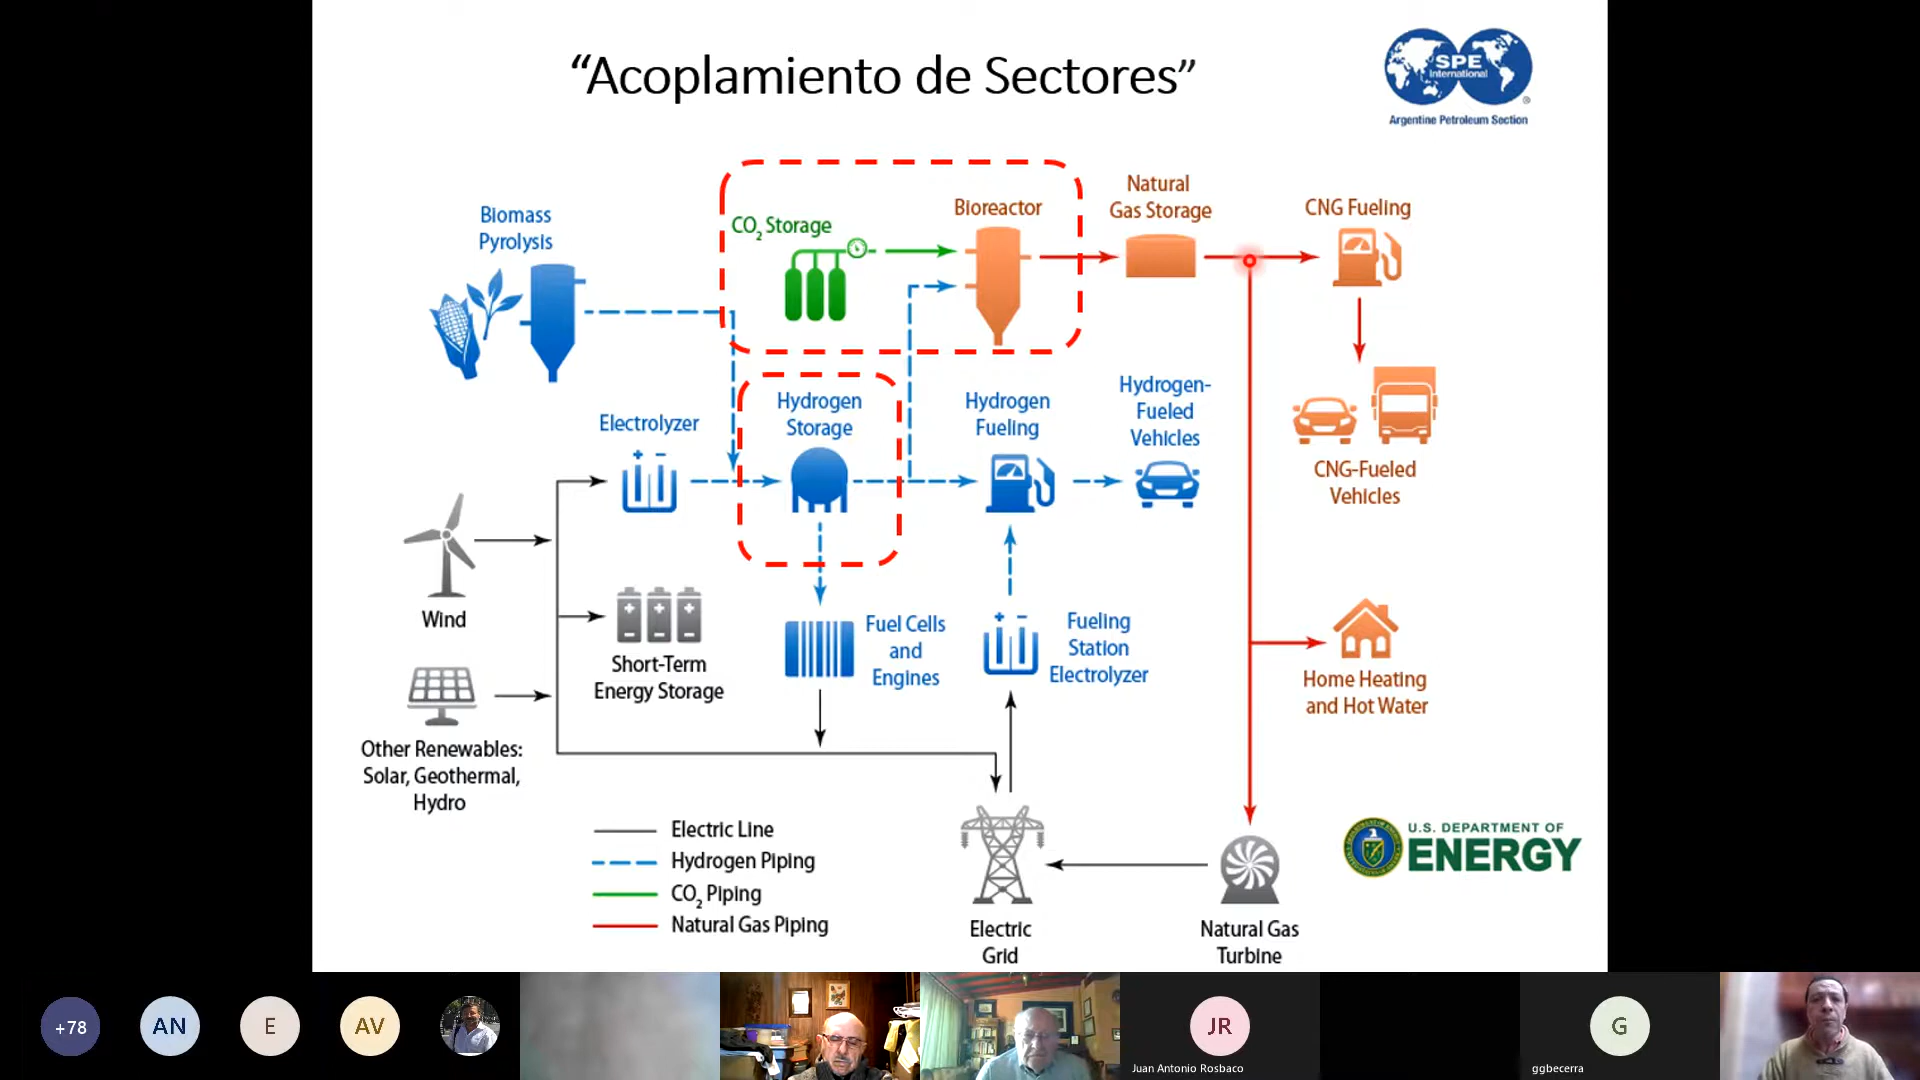 “Acoplamiento de Sectores”
SPE
International
®
Argentine Petroleum Section
Biomass
Pyrolysis
CO₂ Storage
Bioreactor
Natural
Gas Storage
CNG Fueling
Electrolyzer
Hydrogen
Storage
Hydrogen
Fueling
Hydrogen-
Fueled
Vehicles
CNG-Fueled
Vehicles
+ -
Wind
Short-Term
Energy Storage
Fuel Cells
and
Engines
+ -
Fueling
Station
Electrolyzer
Home Heating
and Hot Water
Other Renewables:
Solar, Geothermal,
Hydro
Electric Line
Hydrogen Piping
CO₂ Piping
Natural Gas Piping
Electric
Grid
Natural Gas
Turbine
U.S. DEPARTMENT OF
ENERGY
+78
AN
E
AV
JR
Juan Antonio Rosbaco
G
ggbecerra